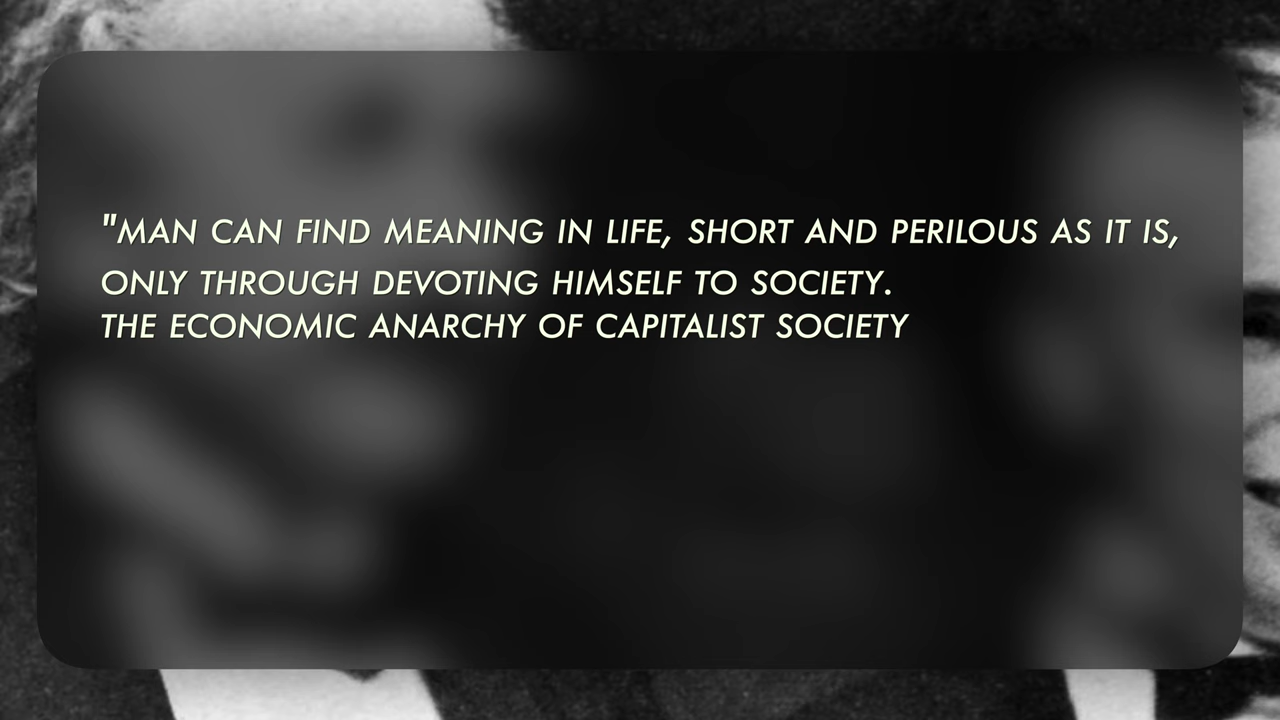 "MAN CAN FIND MEANING IN LIFE, SHORT AND PERILOUS AS IT IS,
ONLY THROUGH DEVOTING HIMSELF TO SOCIETY.
THE ECONOMIC ANARCHY OF CAPITALIST SOCIETY